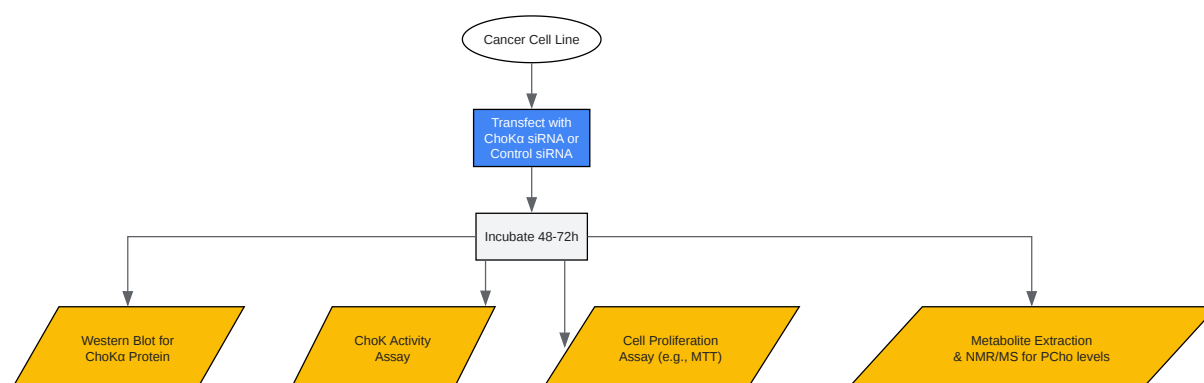 Cancer Cell Line
Transfect with
ChoKα siRNA or
Control siRNA
Incubate 48-72h
Western Blot for
ChoKα Protein
ChoK Activity
Assay
Cell Proliferation
Assay (e.g., MTT)
Metabolite Extraction
& NMR/MS for PCho levels